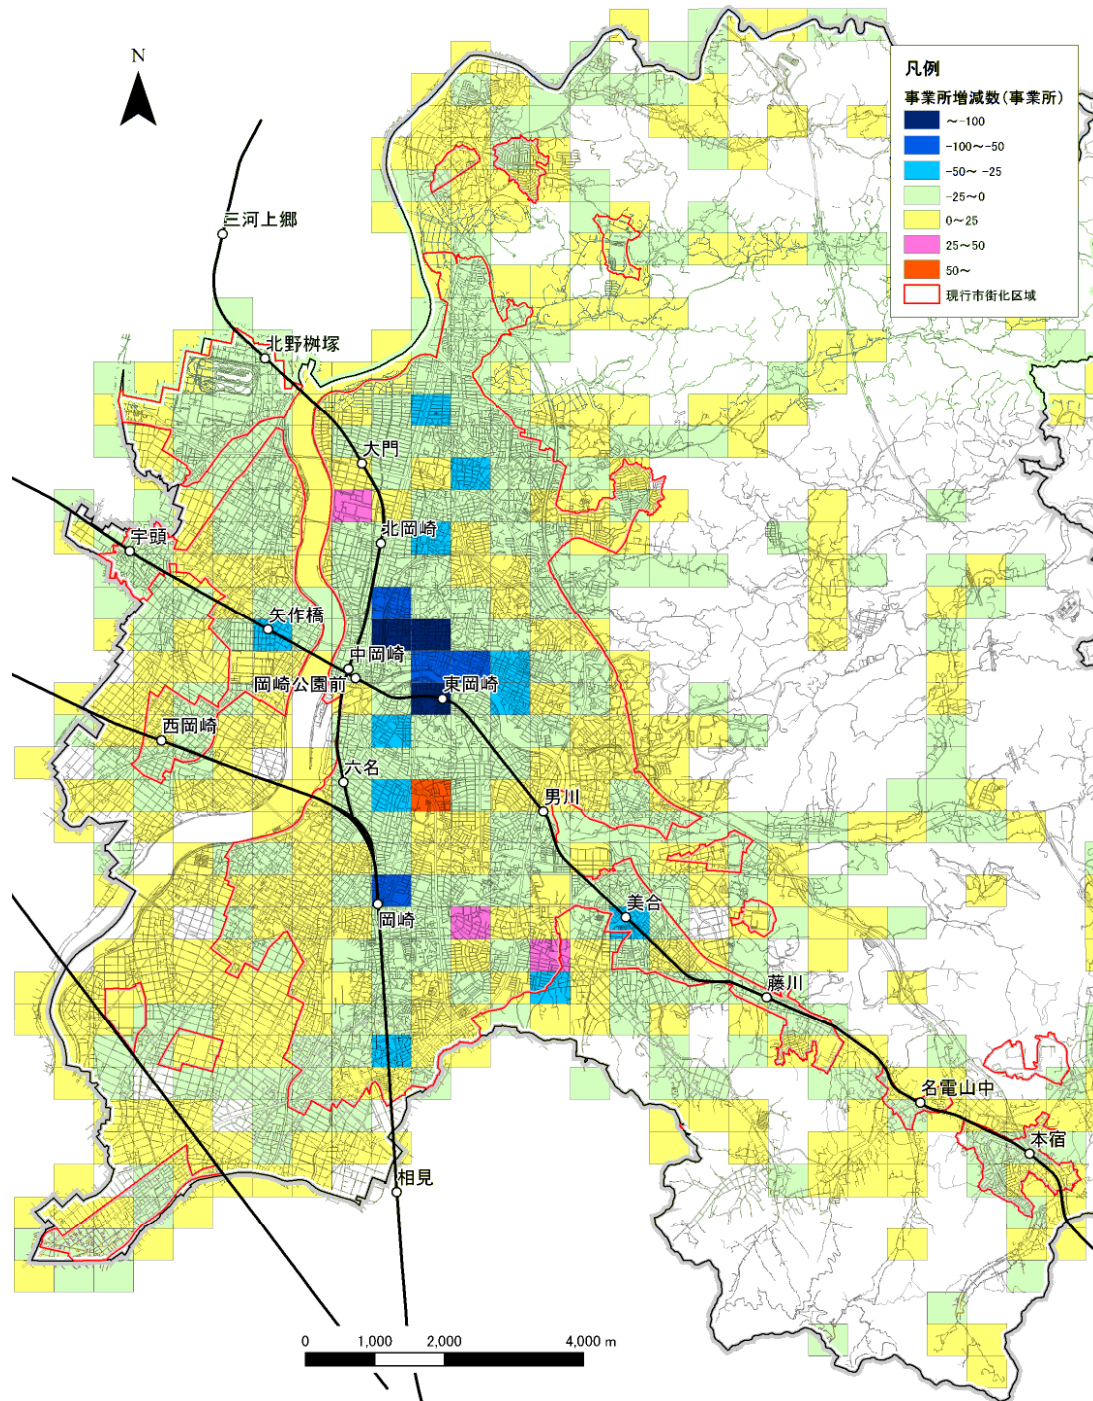 N
凡例
事業所増減数(事業所)
～-100
-100～-50
-50～ -25
-25～0
0～25
25～50
50～
現行市街化区域
三河上郷
北野桝塚
大門
北岡崎
宇頭
矢作橋
中岡崎
岡崎公園前
東岡崎
西岡崎
六名
男川
岡崎
美合
藤川
名電山中
本宿
相見
0 1,000 2,000 4,000 m